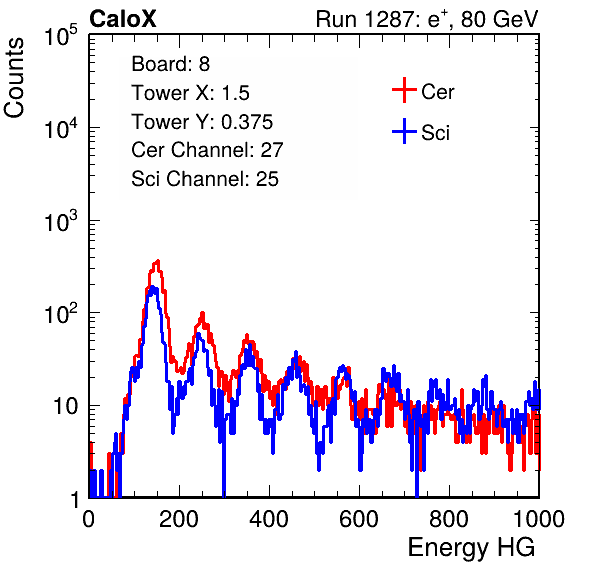 CaloX Run 1287: e⁺, 80 GeV
Counts
10⁵
10⁴
10³
10²
10
1
Board: 8
Tower X: 1.5
Tower Y: 0.375
Cer Channel: 27
Sci Channel: 25
Cer
Sci
0 200 400 600 800 1000
Energy HG